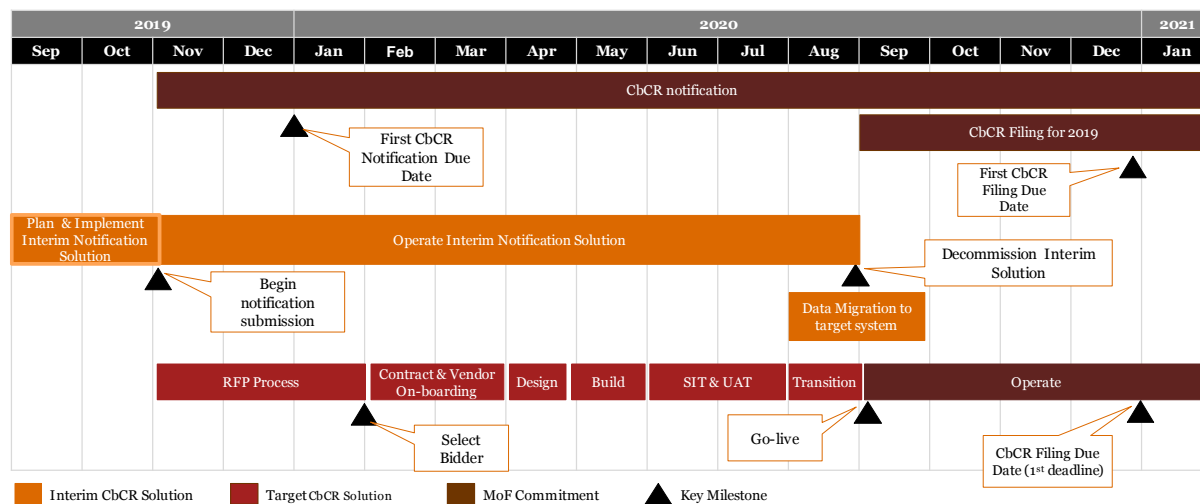 2019
2020
2021
Sep
Oct
Nov
Dec
Jan
Feb
Mar
Apr
May
Jun
Jul
Aug
Sep
Oct
Nov
Dec
Jan
CbCR notification
First CbCR
Notification Due
Date
CbCR Filing for 2019
First CbCR
Filing Due
Date
Plan & Implement
Interim Notification
Solution
Operate Interim Notification Solution
Begin
notification
submission
Decommission Interim
Solution
Data Migration to
target system
RFP Process
Contract & Vendor
On-boarding
Design
Build
SIT & UAT
Transition
Operate
Select
Bidder
Go-live
CbCR Filing Due
Date (1st deadline)
Interim CbCR Solution
Target CbCR Solution
MoF Commitment
Key Milestone